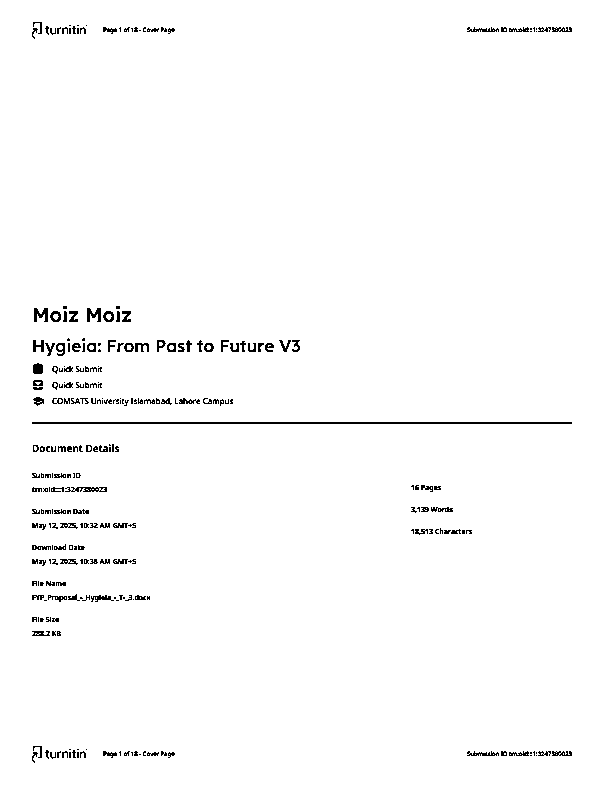 turnitin Page 1 of 18 - Cover Page Submission ID trn:oid:::1:3247380023
Moiz Moiz
Hygieia: From Past to Future V3
Quick Submit
Quick Submit
COMSATS University Islamabad, Lahore Campus
Document Details
Submission ID
trn:oid:::1:3247380023
Submission Date
May 12, 2025, 10:32 AM GMT+5
Download Date
May 12, 2025, 10:38 AM GMT+5
File Name
FYP_Proposal_-_Hygieia_-_T-_3.docx
File Size
288.2 KB
16 Pages
3,139 Words
18,513 Characters
turnitin Page 1 of 18 - Cover Page Submission ID trn:oid:::1:3247380023